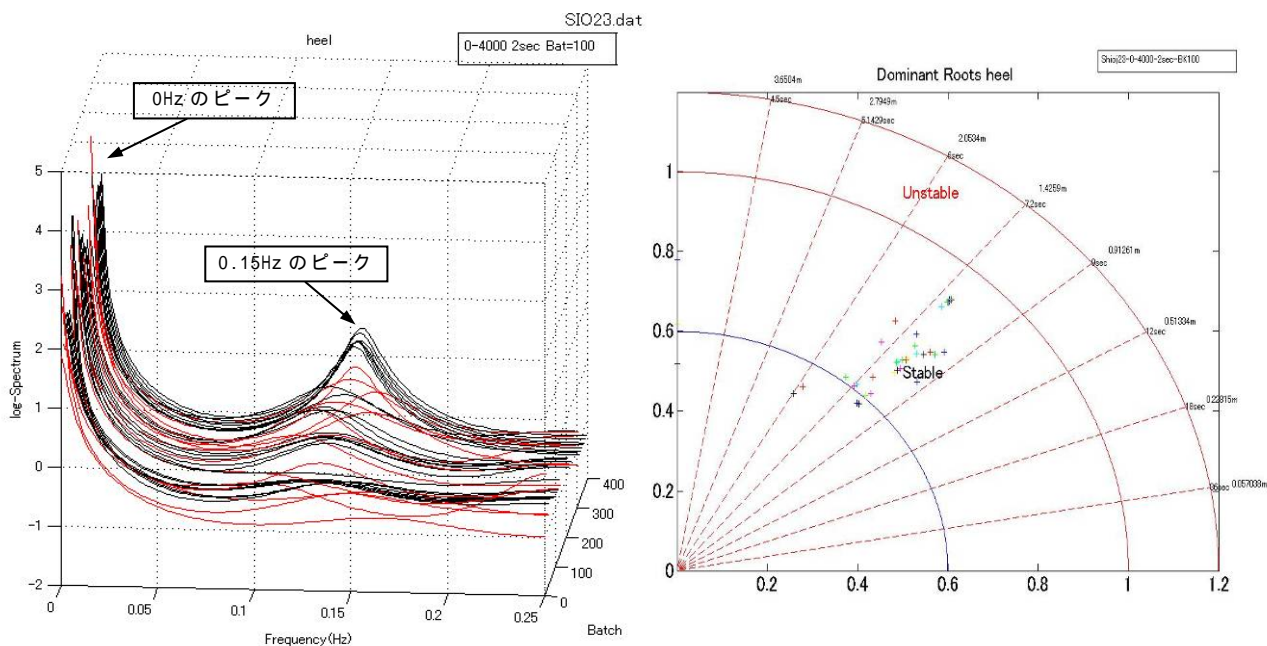 SIO23.dat
heel
0-4000 2sec Bat=100
0Hz のピーク
0.15Hz のピーク
log-Spectrum
5
4
3
2
1
0
-1
-2
0
0.05
0.1
0.15
0.2
0.25
Frequency(Hz)
0
100
200
300
400
Batch
Dominant Roots heel
Shioj23-0-4000-2sec-BK100
3.6504m
4.5sec
2.7949m
5.1429sec
2.0534m
6sec
1.4259m
7.2sec
0.91261m
9sec
0.51334m
12sec
0.22815m
18sec
0.057038m
36sec
Unstable
Stable
1
0.8
0.6
0.4
0.2
0
0.2
0.4
0.6
0.8
1
1.2